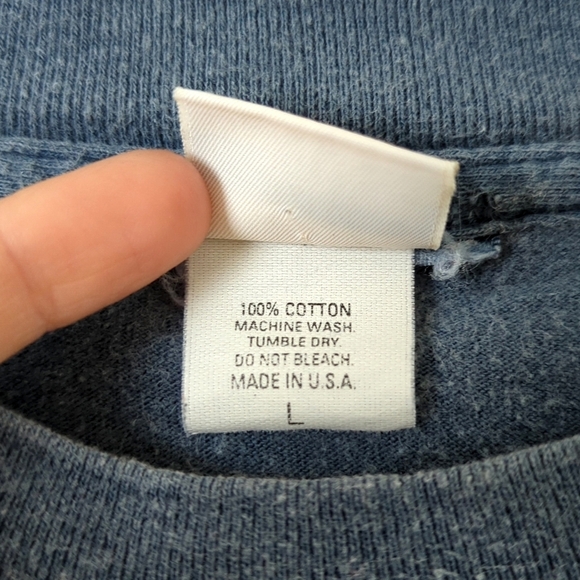 100% COTTON
MACHINE WASH.
TUMBLE DRY.
DO NOT BLEACH.
MADE IN U.S.A.
L